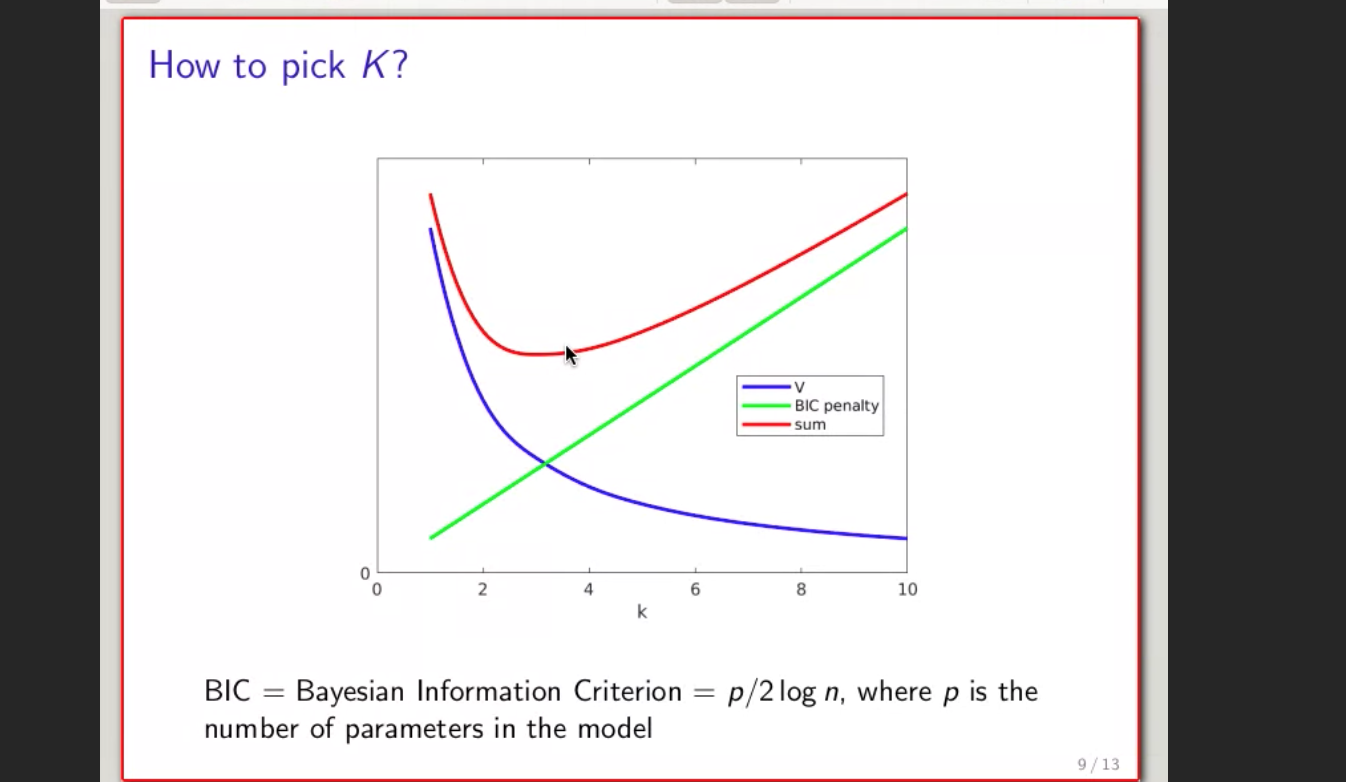 How to pick K?
V
BIC penalty
sum
0
0 2 4 6 8 10
k
BIC = Bayesian Information Criterion = p/2 log n, where p is the
number of parameters in the model
9 / 13